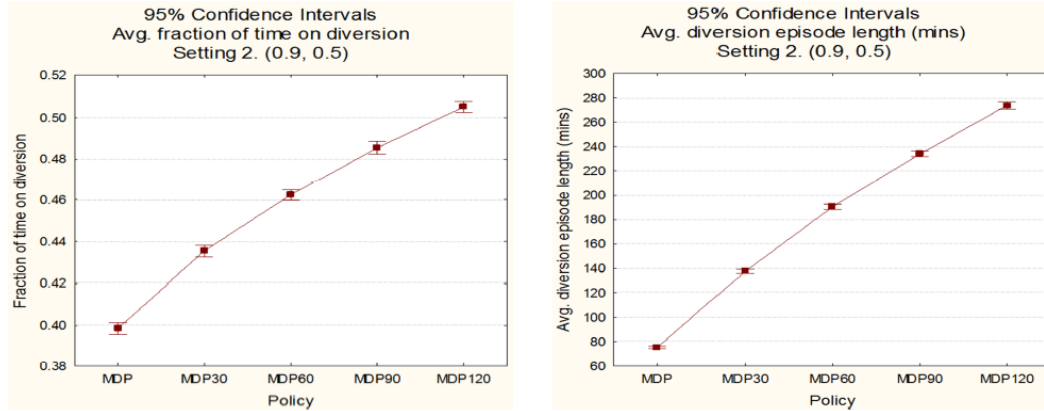 95% Confidence Intervals
Avg. fraction of time on diversion
Setting 2. (0.9, 0.5)
0.52
0.50
0.48
0.46
0.44
0.42
0.40
0.38
Fraction of time on diversion
MDP MDP30 MDP60 MDP90 MDP120
Policy
95% Confidence Intervals
Avg. diversion episode length (mins)
Setting 2. (0.9, 0.5)
300
280
260
240
220
200
180
160
140
120
100
80
60
Avg. diversion episode length (mins)
MDP MDP30 MDP60 MDP90 MDP120
Policy